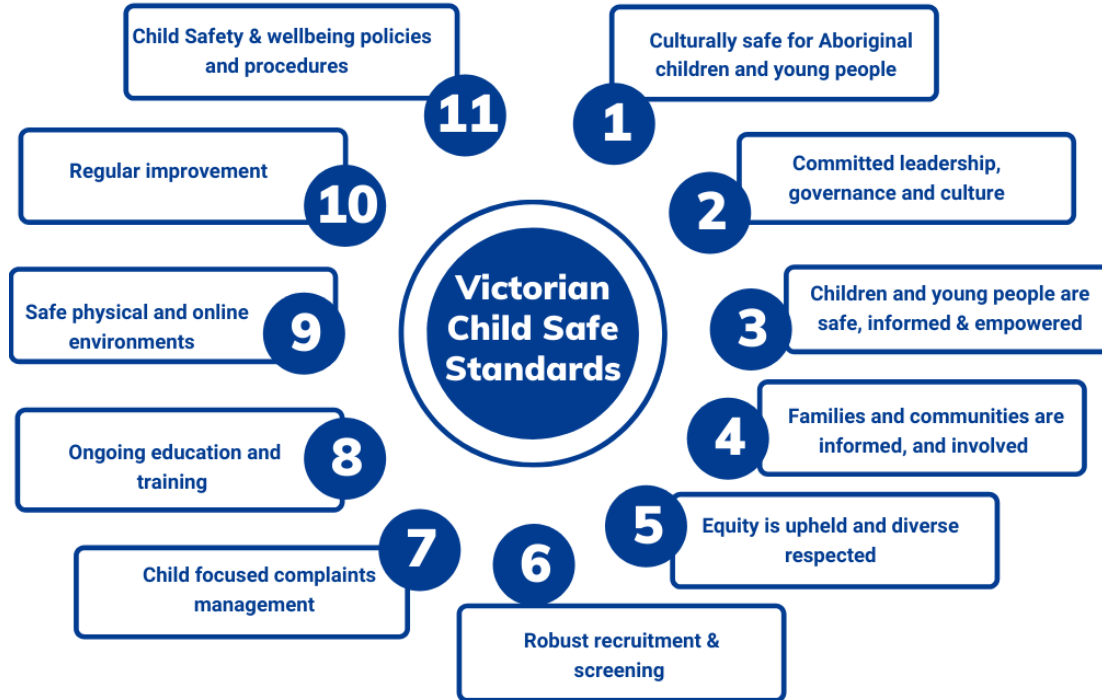 Victorian
Child Safe
Standards
1
Culturally safe for Aboriginal
children and young people
2
Committed leadership,
governance and culture
3
Children and young people are
safe, informed & empowered
4
Families and communities are
informed, and involved
5
Equity is upheld and diverse
respected
6
Robust recruitment &
screening
7
Child focused complaints
management
8
Ongoing education and
training
9
Safe physical and online
environments
10
Regular improvement
11
Child Safety & wellbeing policies
and procedures